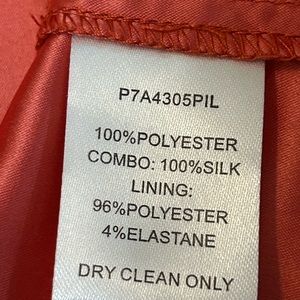 P7A4305PIL
100%POLYESTER
COMBO: 100%SILK
LINING:
96%POLYESTER
4%ELASTANE
DRY CLEAN ONLY